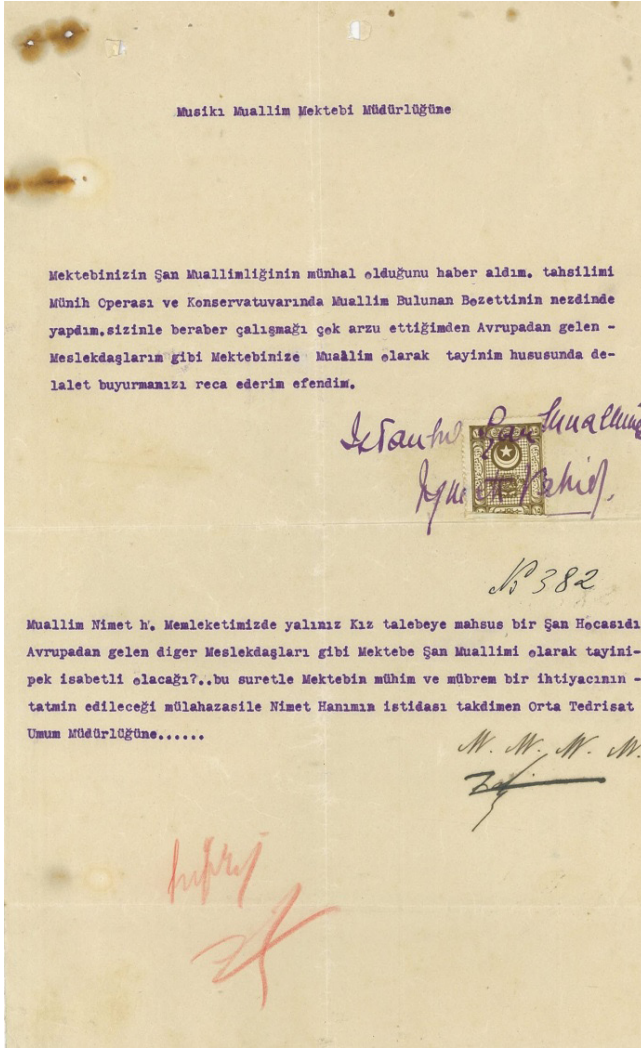 Musikı Muallim Mektebi Müdürlüğüne
Mektebinizin Şan Muallimliğinin münhal olduğunu haber aldım. tahsilimi
Münih Operası ve Konservatuvarında Muallim Bulunan Bozettinin nezdinde
yapdım.sizinle beraber çalışmağı çok arzu ettiğimden Avrupadan gelen -
Meslekdaşlarım gibi Mektebinize Muallim olarak tayinim hususunda de-
lalet buyurmanızı reca ederim efendim.
İstanbul Şan Muallimi
Nimet Vahid.
No 382
Muallim Nimet h. Memleketimizde yalınız Kız talebeye mahsus bir Şan Hocasıdı
Avrupadan gelen diger Meslekdaşları gibi Mektebe Şan Muallimi olarak tayini-
pek isabetli olacağı?..bu suretle Mektebin mühim ve mübrem bir ihtiyacının -
tatmin edileceği mülahazasile Nimet Hanımın istidası takdimen Orta Tedrisat
Umum Müdürlüğüne......
M. M. M. M.